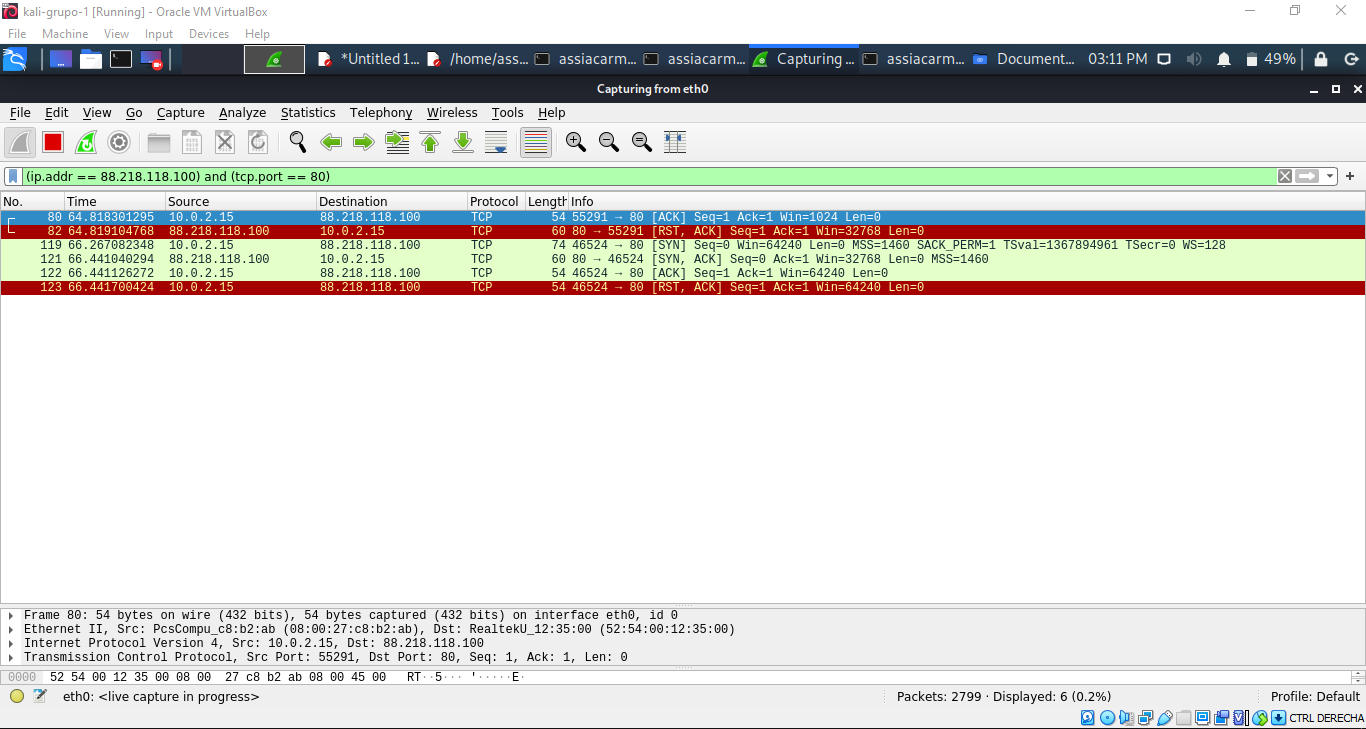 kali-grupo-1 [Running] - Oracle VM VirtualBox
File Machine View Input Devices Help
*Untitled 1... /home/ass... assiacarm... assiacarm... Capturing ... assiacarm... Document... 03:11 PM 49%
Capturing from eth0
File Edit View Go Capture Analyze Statistics Telephony Wireless Tools Help
(ip.addr == 88.218.118.100) and (tcp.port == 80)
No. Time Source Destination Protocol Length Info
80 64.818301295 10.0.2.15 88.218.118.100 TCP 54 55291 → 80 [ACK] Seq=1 Ack=1 Win=1024 Len=0
82 64.819104768 88.218.118.100 10.0.2.15 TCP 60 80 → 55291 [RST, ACK] Seq=1 Ack=1 Win=32768 Len=0
119 66.267082348 10.0.2.15 88.218.118.100 TCP 74 46524 → 80 [SYN] Seq=0 Win=64240 Len=0 MSS=1460 SACK_PERM=1 TSval=1367894961 TSecr=0 WS=128
121 66.441040294 88.218.118.100 10.0.2.15 TCP 60 80 → 46524 [SYN, ACK] Seq=0 Ack=1 Win=32768 Len=0 MSS=1460
122 66.441126272 10.0.2.15 88.218.118.100 TCP 54 46524 → 80 [ACK] Seq=1 Ack=1 Win=64240 Len=0
123 66.441700424 10.0.2.15 88.218.118.100 TCP 54 46524 → 80 [RST, ACK] Seq=1 Ack=1 Win=64240 Len=0
Frame 80: 54 bytes on wire (432 bits), 54 bytes captured (432 bits) on interface eth0, id 0
Ethernet II, Src: PcsCompu_c8:b2:ab (08:00:27:c8:b2:ab), Dst: RealtekU_12:35:00 (52:54:00:12:35:00)
Internet Protocol Version 4, Src: 10.0.2.15, Dst: 88.218.118.100
Transmission Control Protocol, Src Port: 55291, Dst Port: 80, Seq: 1, Ack: 1, Len: 0
0000 52 54 00 12 35 00 08 00 27 c8 b2 ab 08 00 45 00 RT··5··· '·····E·
eth0: <live capture in progress> Packets: 2799 · Displayed: 6 (0.2%) Profile: Default
CTRL DERECHA